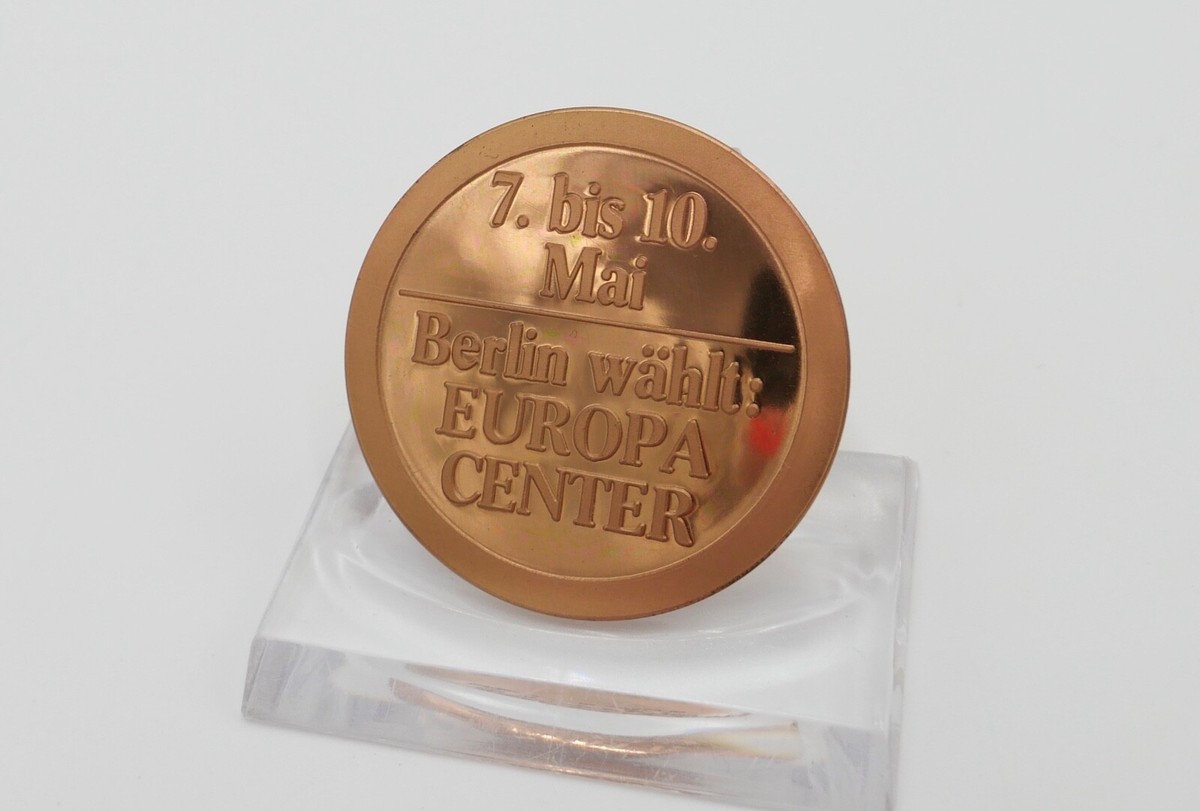 7. bis 10.
Mai
Berlin wählt:
EUROPA
CENTER